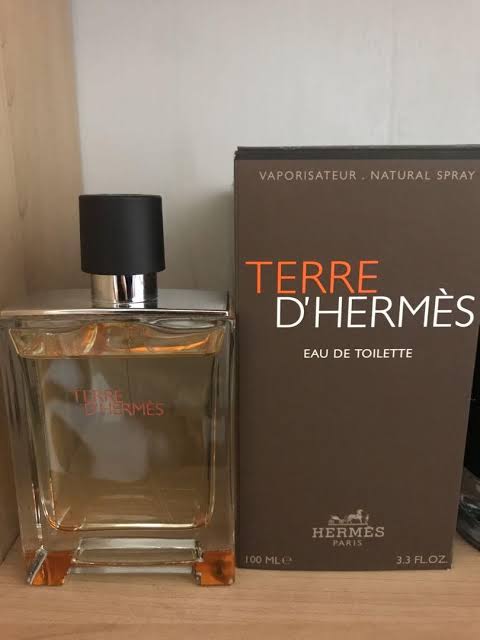 VAPORISATEUR . NATURAL SPRAY
TERRE
D'HERMÈS
EAU DE TOILETTE
HERMÈS
PARIS
100 ML℮
3.3 FL.OZ.
TERRE
D'HERMÈS